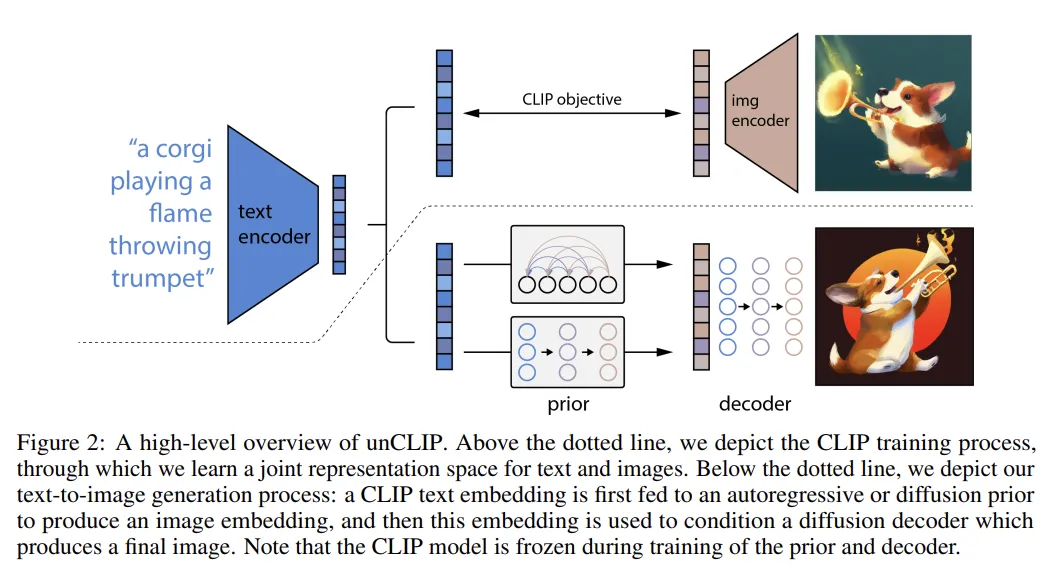 “a corgi
playing a
flame
throwing
trumpet”
text
encoder
CLIP objective
img
encoder
prior
decoder
Figure 2: A high-level overview of unCLIP. Above the dotted line, we depict the CLIP training process,
through which we learn a joint representation space for text and images. Below the dotted line, we depict our
text-to-image generation process: a CLIP text embedding is first fed to an autoregressive or diffusion prior
to produce an image embedding, and then this embedding is used to condition a diffusion decoder which
produces a final image. Note that the CLIP model is frozen during training of the prior and decoder.